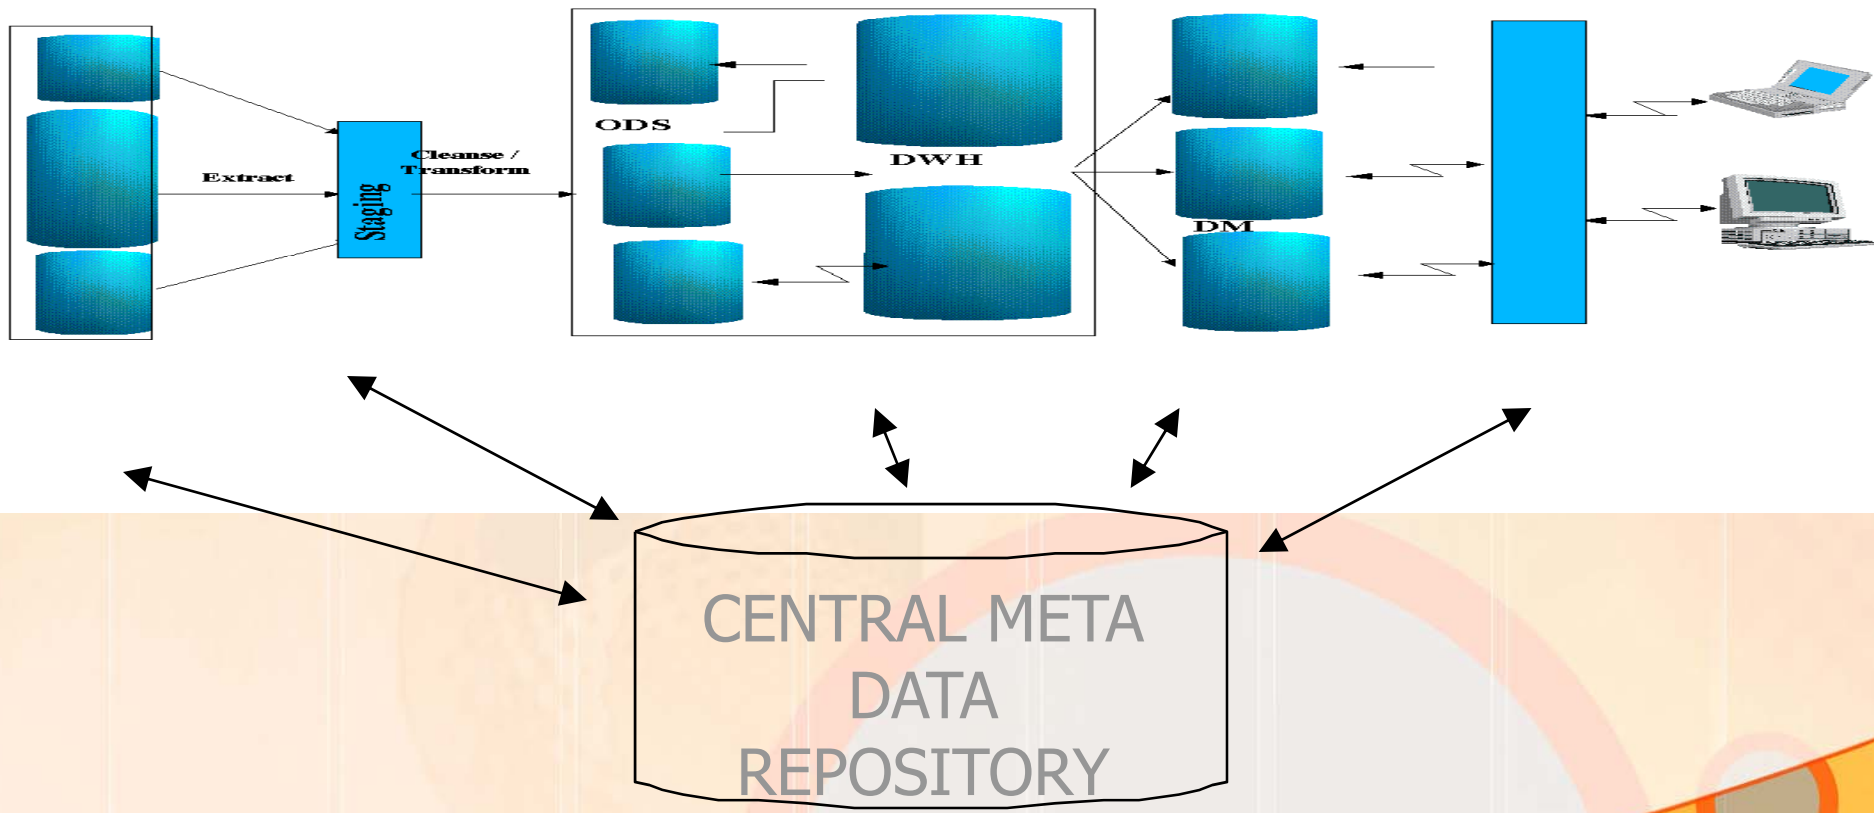 Extract
Staging
Cleanse /
Transform
ODS
DWH
DM
CENTRAL META
DATA
REPOSITORY